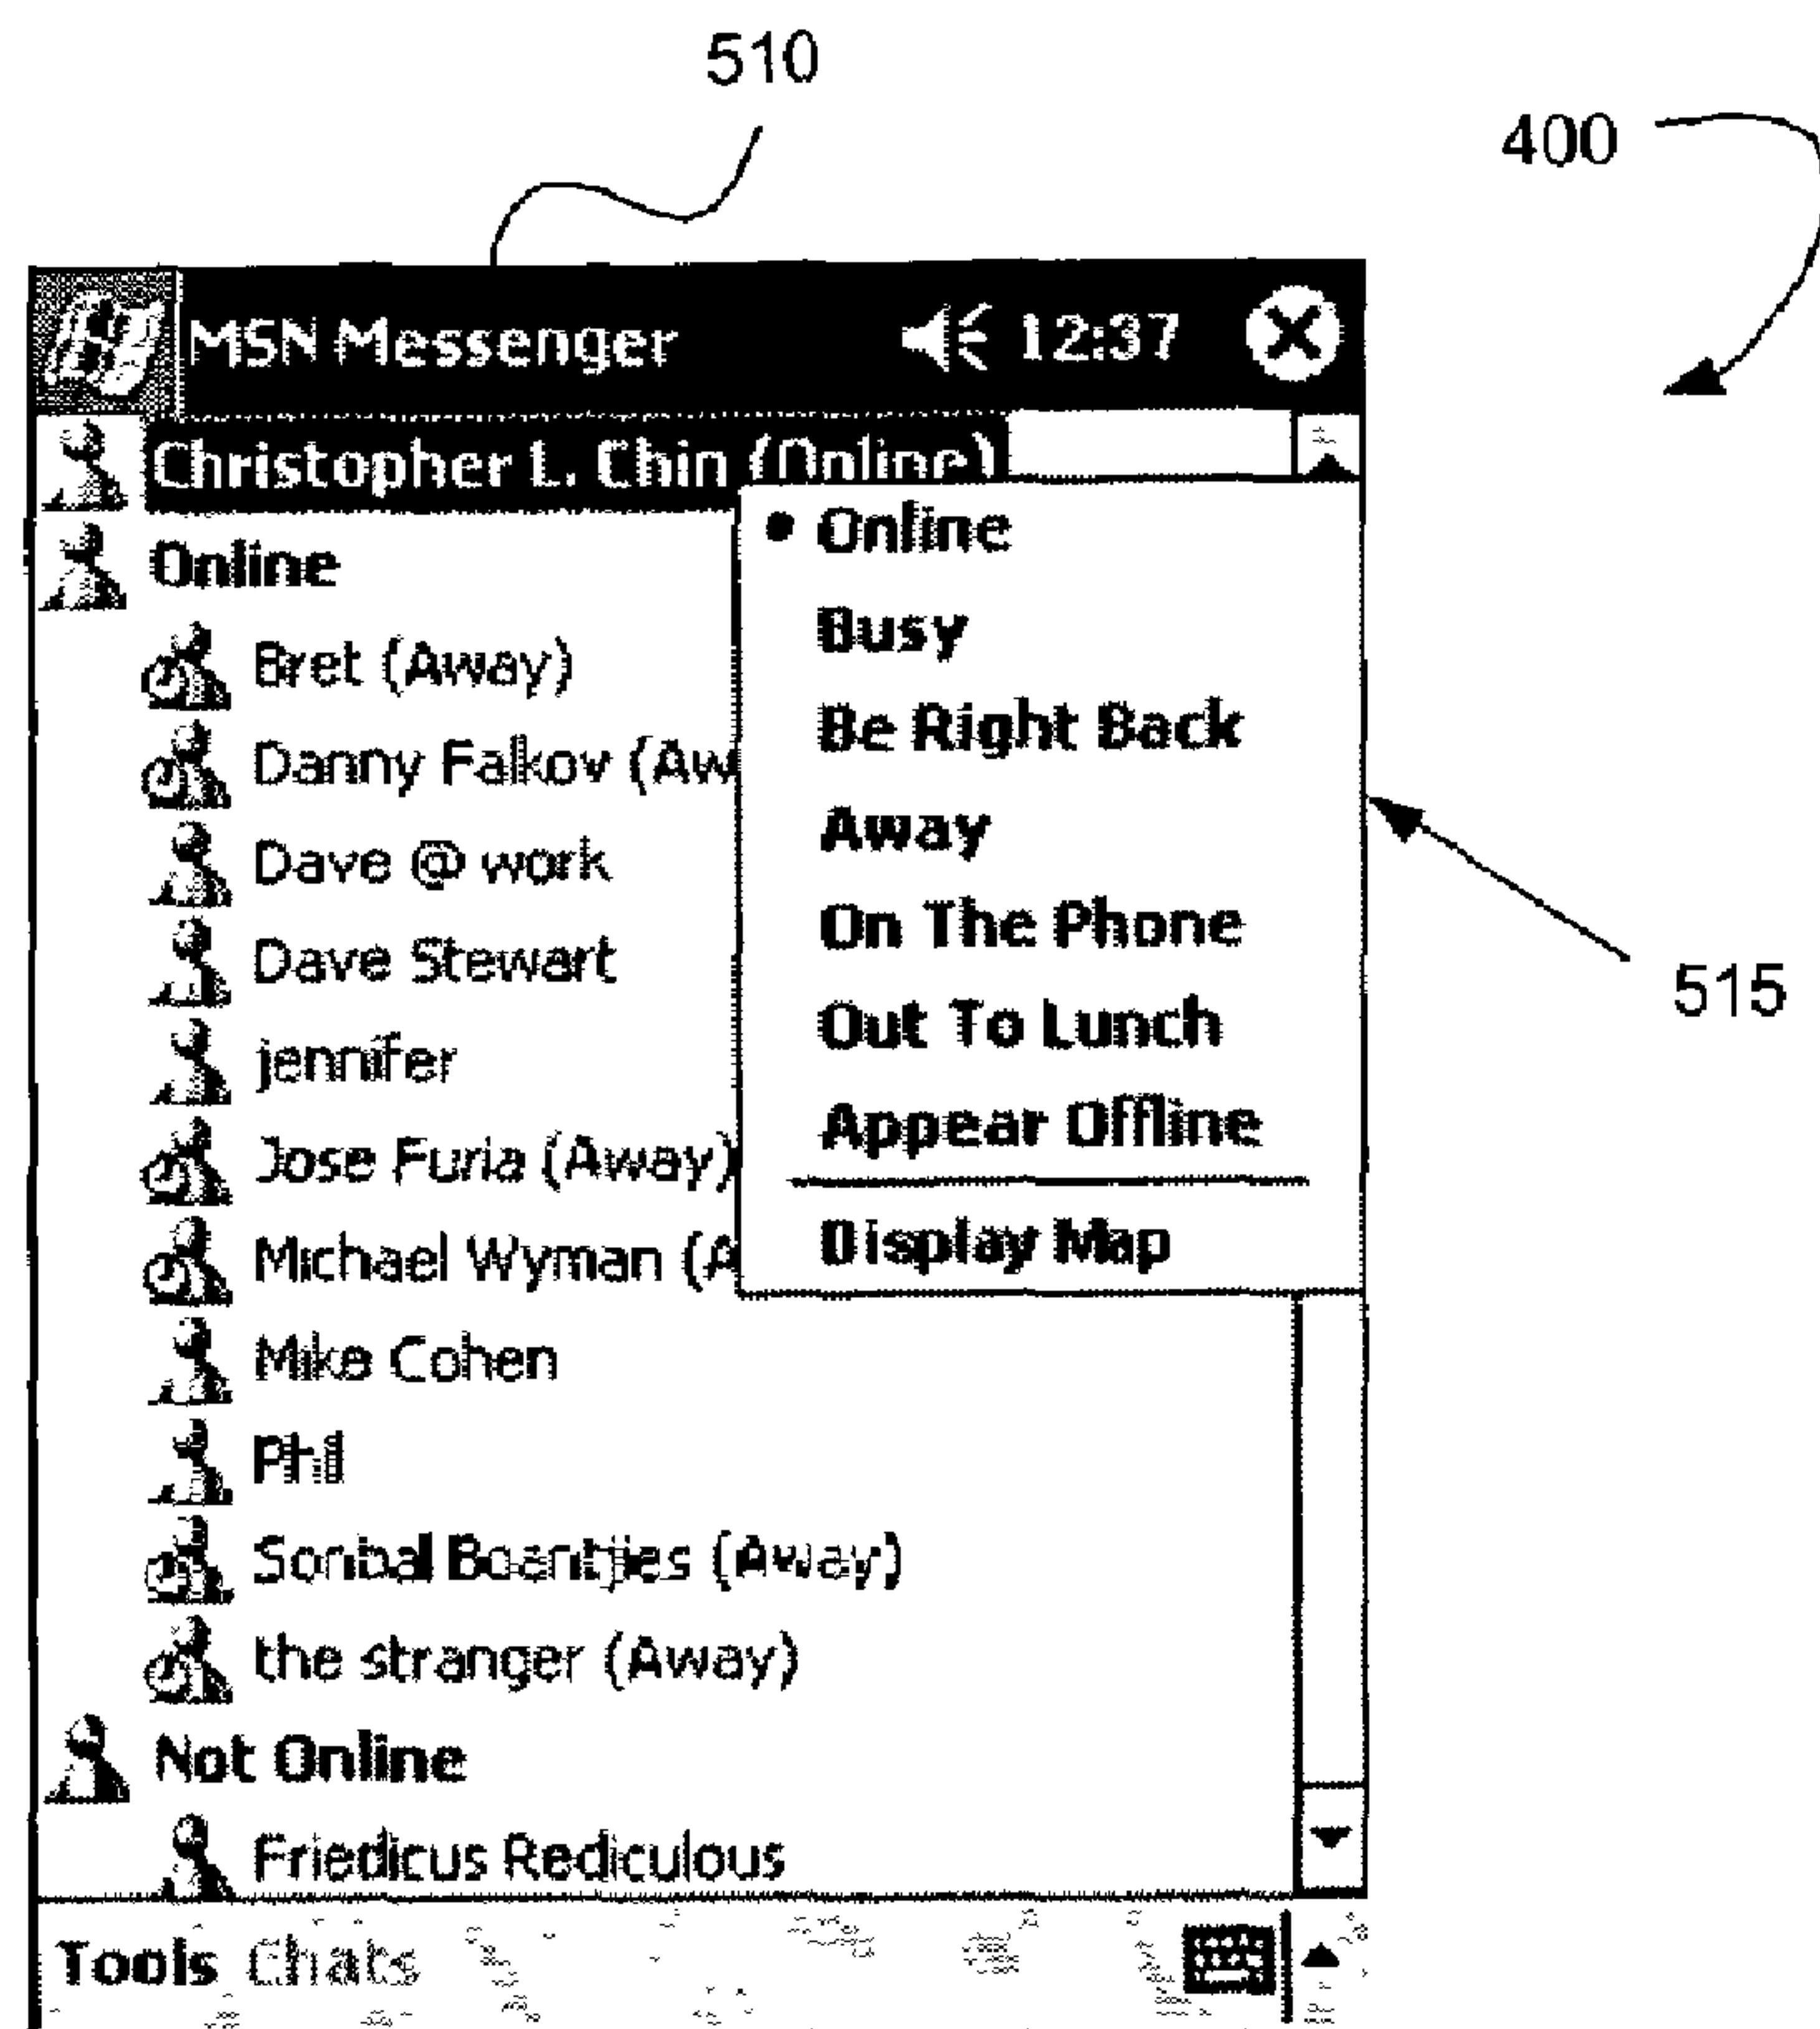 510
400
MSN Messenger 12:37
Christopher L. Chin (Online)
Online
Bret (Away)
Danny Falkov (Aw
Dave @ work
Dave Stewart
jennifer
Jose Furia (Away)
Michael Wyman (A
Mike Cohen
Phil
(Away)
the stranger (Away)
Not Online
Friedicus Rediculous
Online
Busy
Be Right Back
Away
On The Phone
Out To Lunch
Appear Offline
Display Map
515
Tools Chats